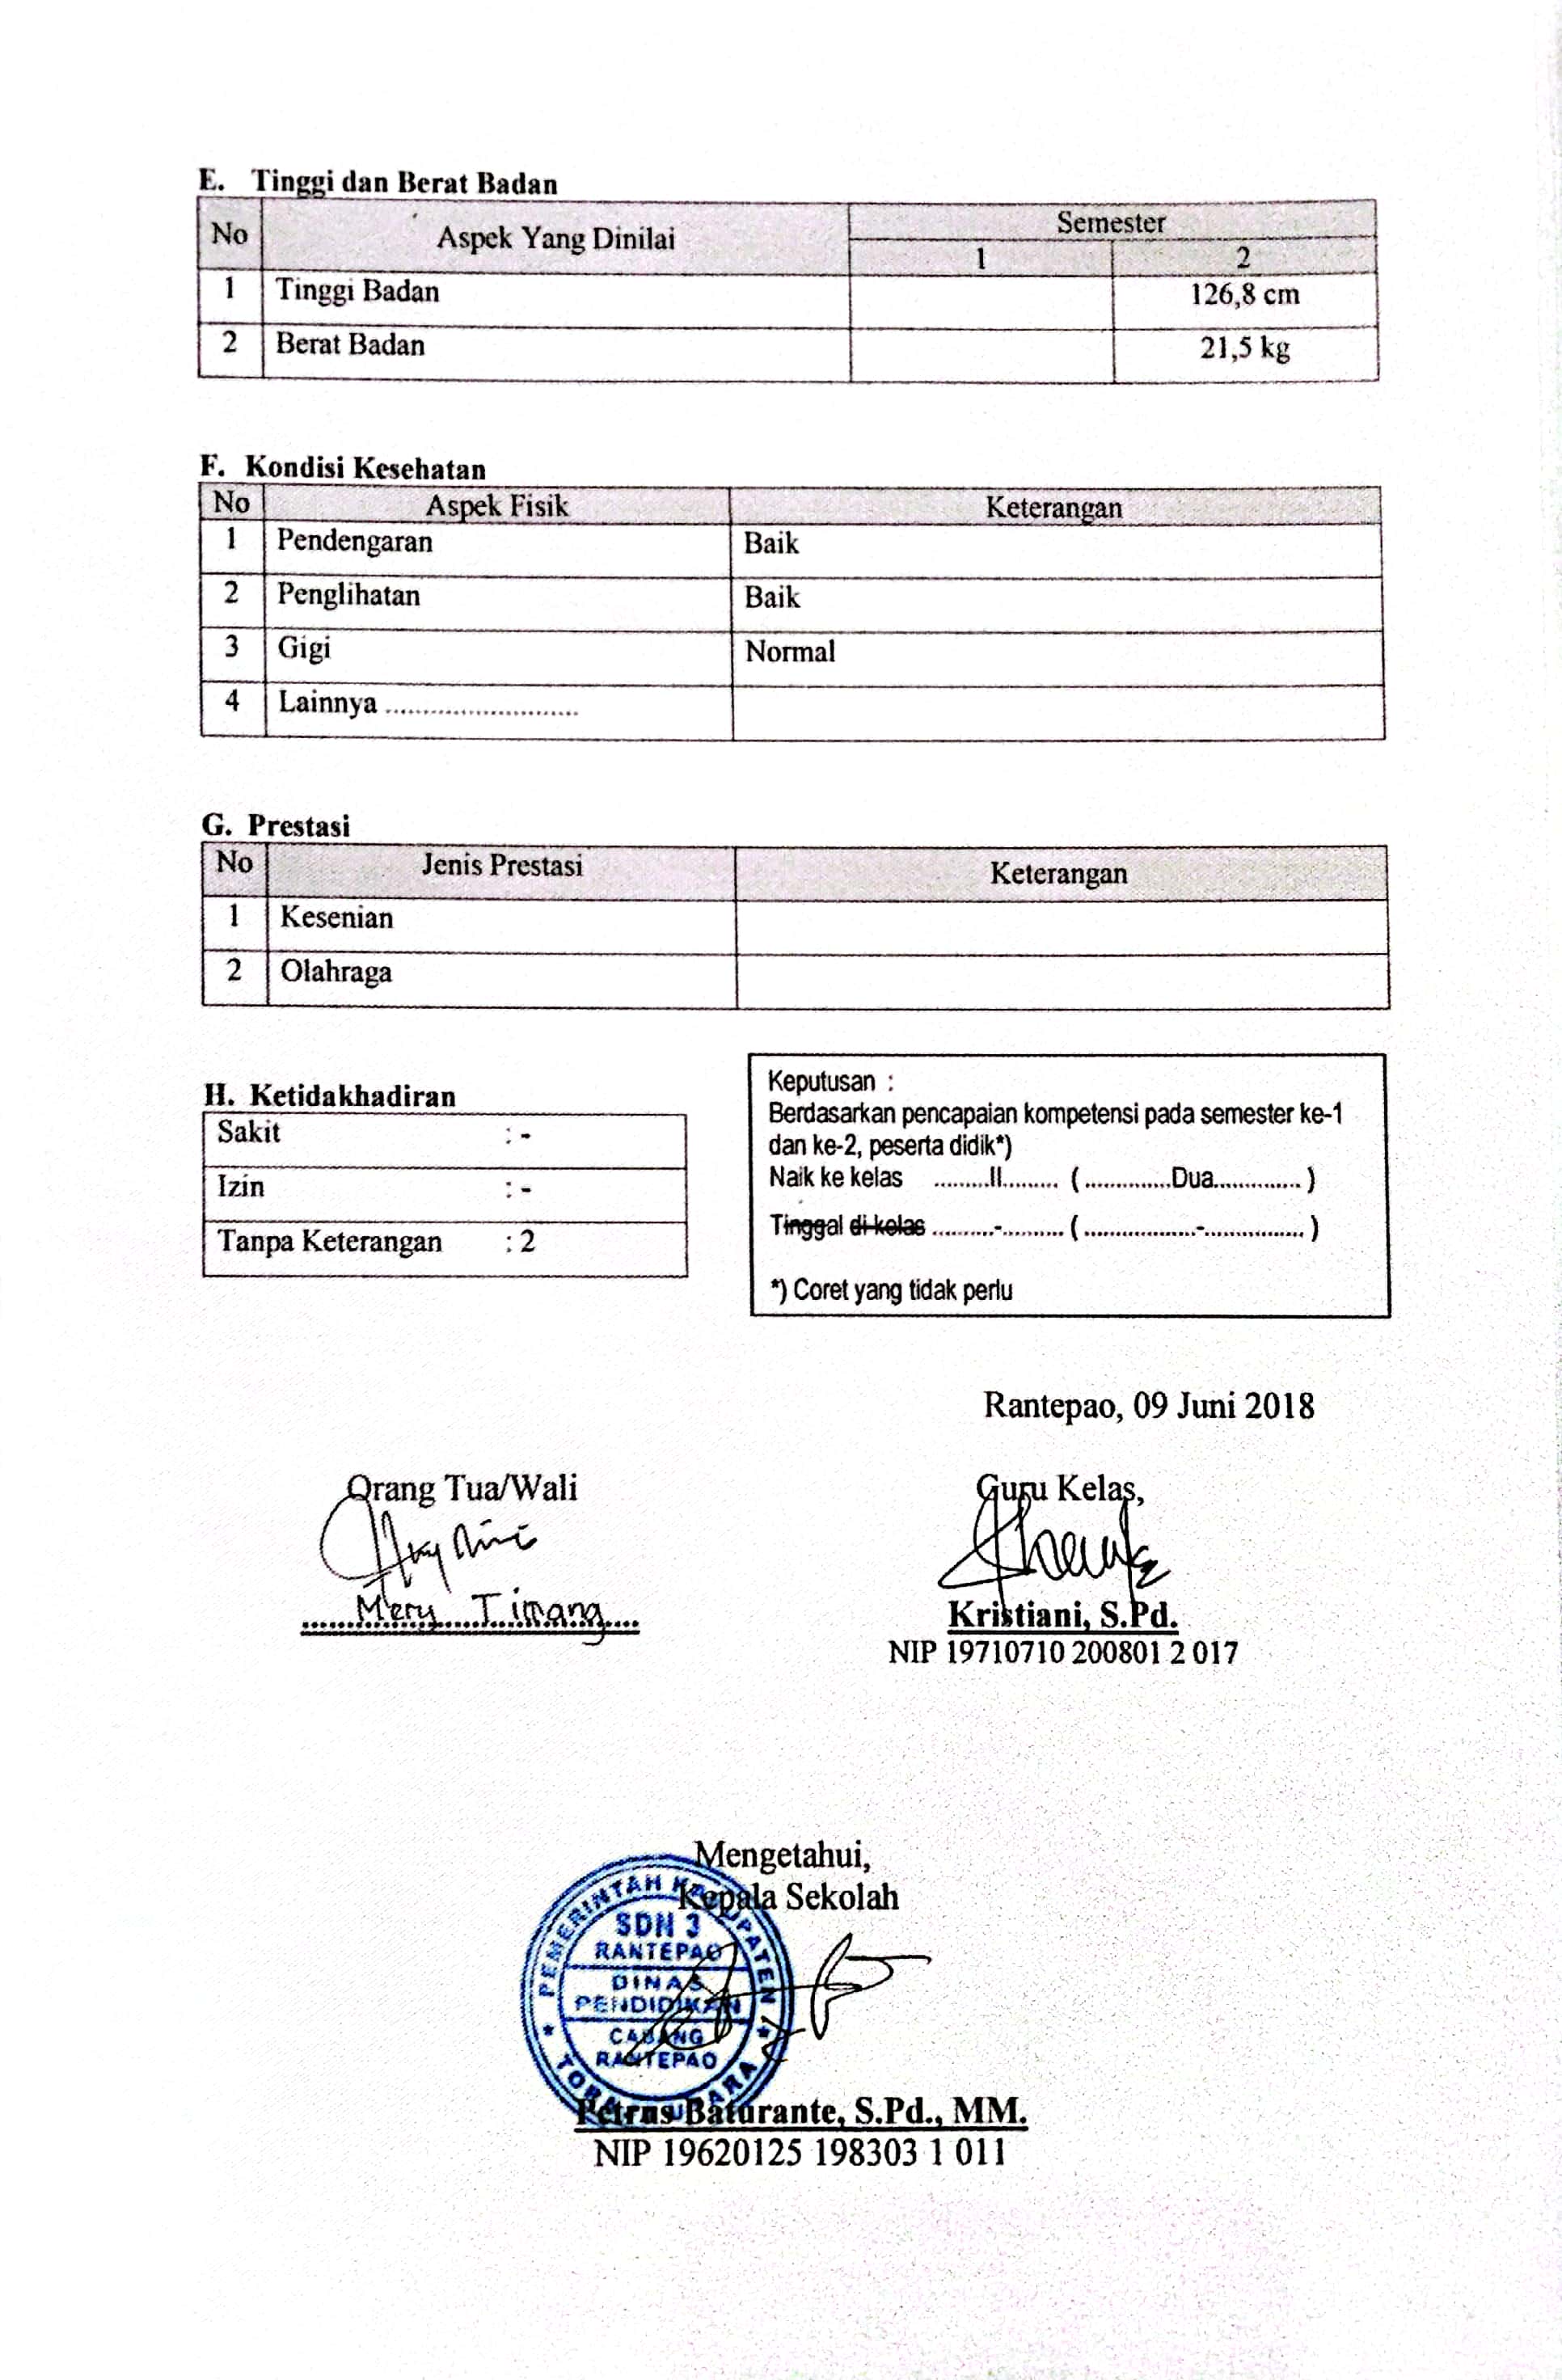 E. Tinggi dan Berat Badan
No Aspek Yang Dinilai Semester
1 2
1 Tinggi Badan 126,8 cm
2 Berat Badan 21,5 kg
F. Kondisi Kesehatan
No Aspek Fisik Keterangan
1 Pendengaran Baik
2 Penglihatan Baik
3 Gigi Normal
4 Lainnya ..........................
G. Prestasi
No Jenis Prestasi Keterangan
1 Kesenian
2 Olahraga
H. Ketidakhadiran
Sakit : -
Izin : -
Tanpa Keterangan : 2
Keputusan :
Berdasarkan pencapaian kompetensi pada semester ke-1
dan ke-2, peserta didik*)
Naik ke kelas .........II......... (..............Dua..............)
Tinggal di kelas ..........-.......... (..................-................)
*) Coret yang tidak perlu
Rantepao, 09 Juni 2018
Orang Tua/Wali
Mery Timang
Guru Kelas,
Kristiani, S.Pd.
NIP 19710710 200801 2 017
Mengetahui,
Kepala Sekolah
PEMERINTAH KABUPATEN
SDN 3
RANTEPAO
DINAS
PENDIDIKAN
CABANG
RANTEPAO
TORAJA UTARA
Petrus Baturante, S.Pd., MM.
NIP 19620125 198303 1 011